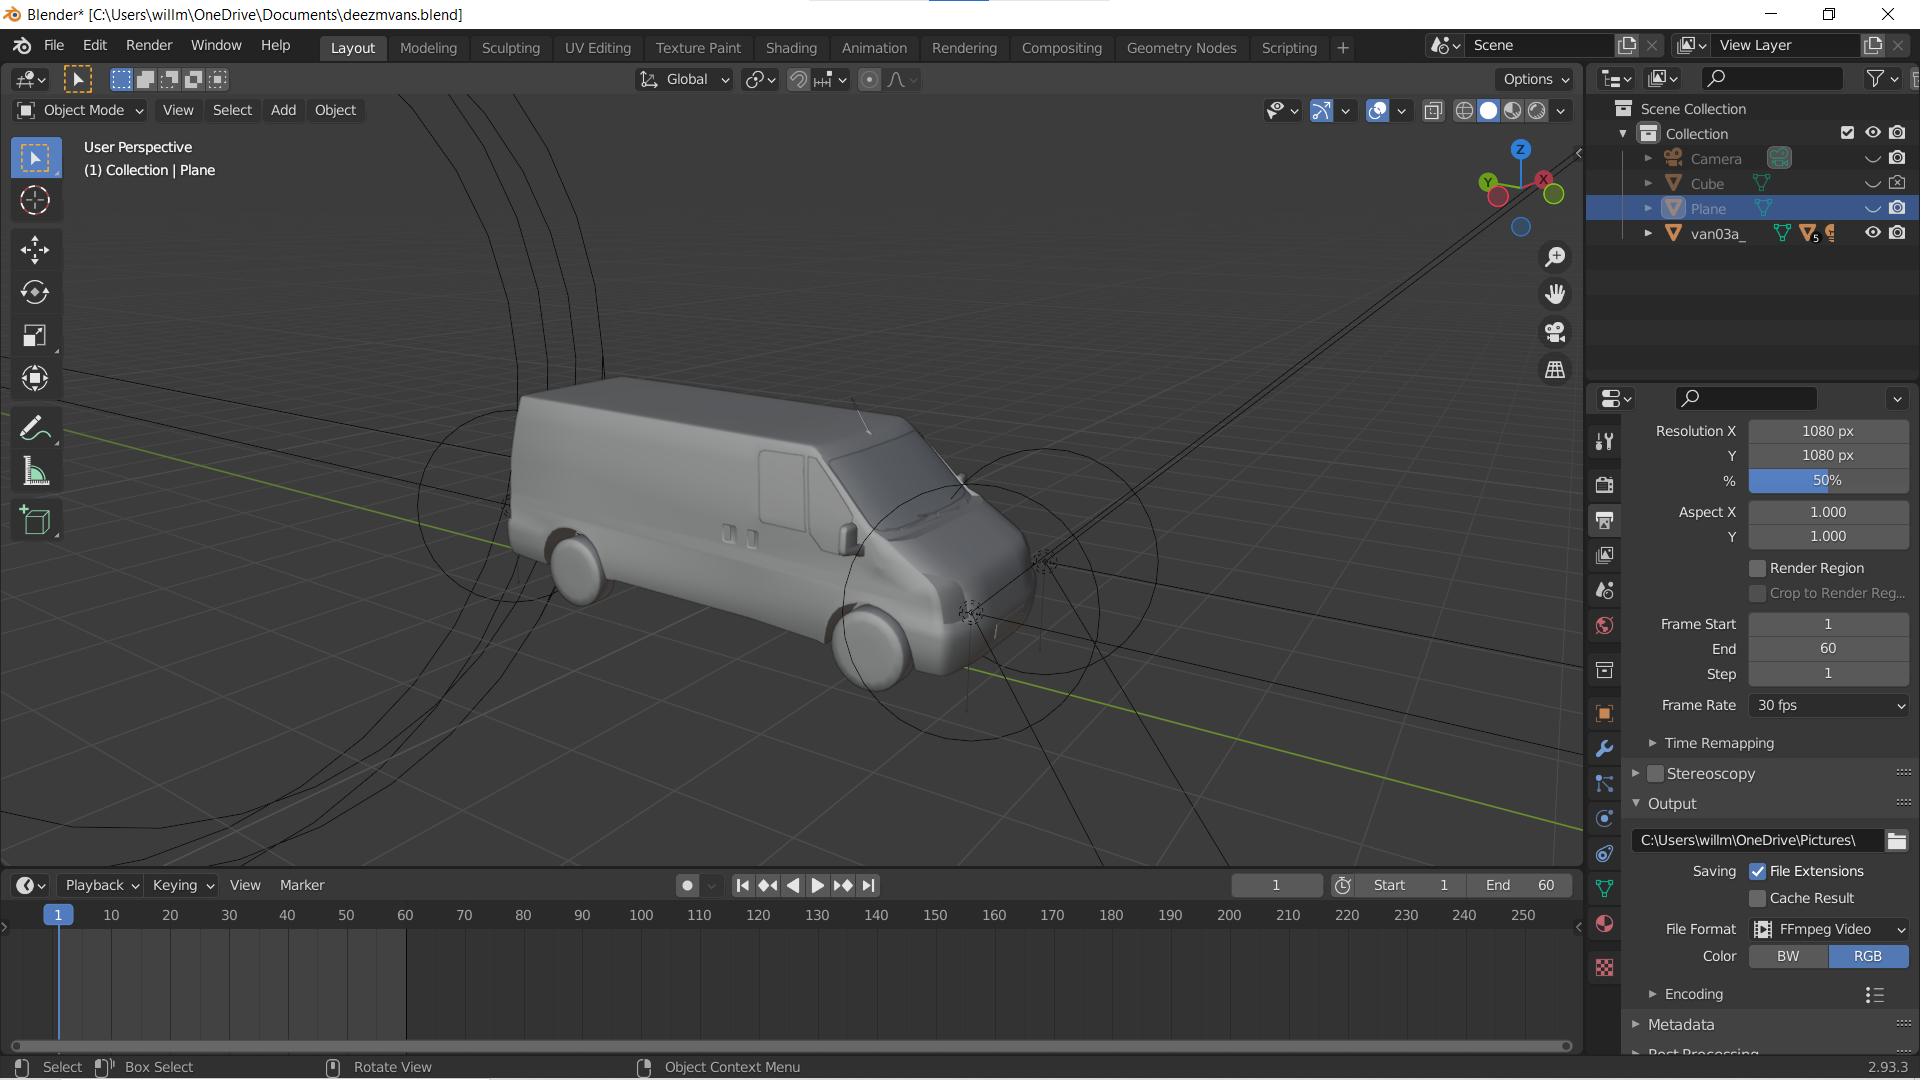 Blender* [C:\Users\willm\OneDrive\Documents\deezmvans.blend]
File Edit Render Window Help
Layout Modeling Sculpting UV Editing Texture Paint Shading Animation Rendering Compositing Geometry Nodes Scripting +
Scene
View Layer
Global
Options
Object Mode View Select Add Object
User Perspective
(1) Collection | Plane
Z
Y
X
Scene Collection
Collection
Camera
Cube
Plane
van03a_
5
Resolution X 1080 px
Y 1080 px
% 50%
Aspect X 1.000
Y 1.000
Render Region
Crop to Render Reg...
Frame Start 1
End 60
Step 1
Frame Rate 30 fps
Time Remapping
Stereoscopy
Output
C:\Users\willm\OneDrive\Pictures\
Saving File Extensions
Cache Result
File Format FFmpeg Video
Color BW RGB
Encoding
Metadata
Post Processing
Playback Keying View Marker
1 Start 1 End 60
1 10 20 30 40 50 60 70 80 90 100 110 120 130 140 150 160 170 180 190 200 210 220 230 240 250
Select Box Select Rotate View Object Context Menu 2.93.3